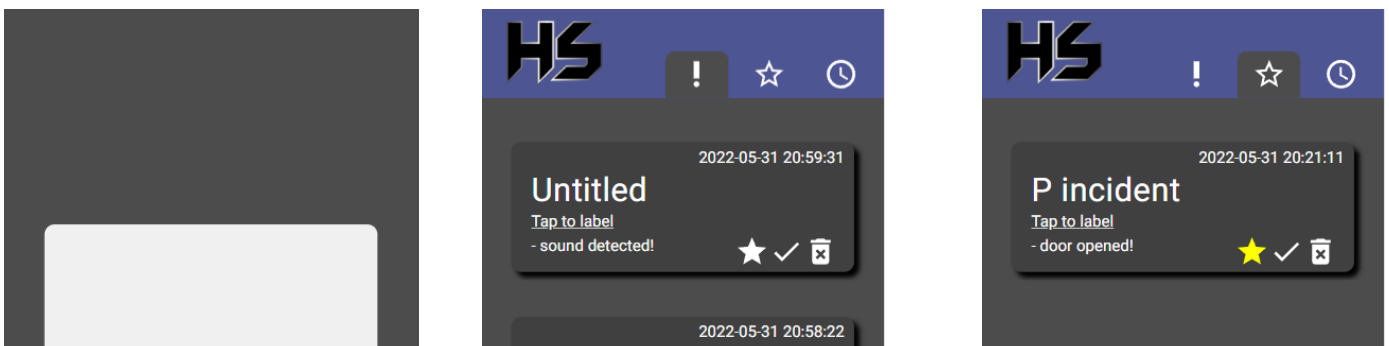 HS
2022-05-31 20:59:31
Untitled
Tap to label
- sound detected!
2022-05-31 20:58:22
HS
2022-05-31 20:21:11
P incident
Tap to label
- door opened!